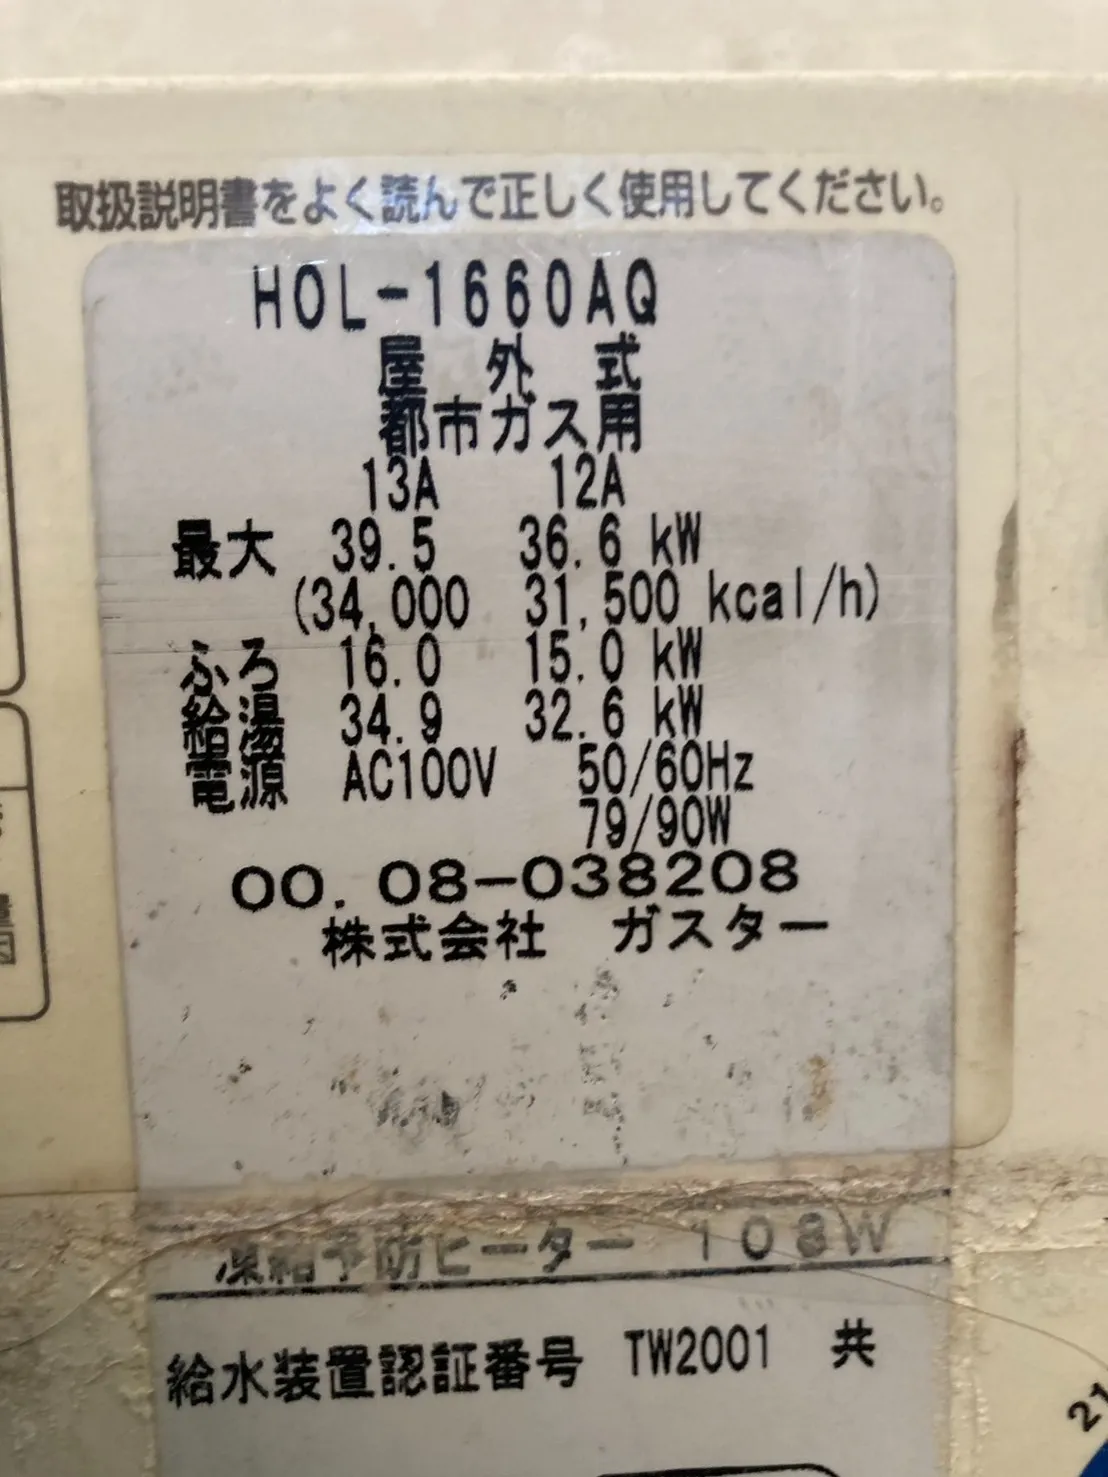 取扱説明書をよく読んで正しく使用してください。
HOL-1660AQ
屋 外 式
都市ガス用
13A 12A
最大 39.5 36.6 kW
(34,000 31,500 kcal/h)
ふろ 16.0 15.0 kW
給湯 34.9 32.6 kW
電源 AC100V 50/60Hz
79/90W
00.08-038208
株式会社 ガスター
凍結予防ヒーター 108W
給水装置認証番号 TW2001 共
21